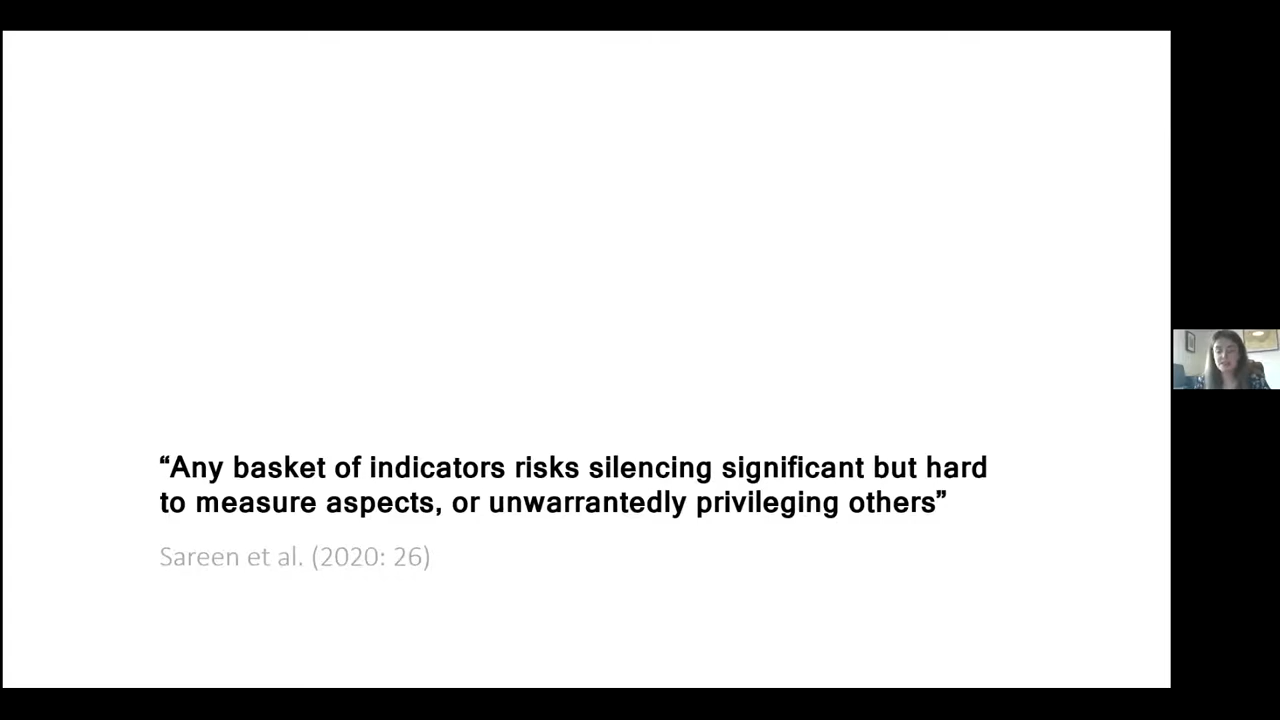 “Any basket of indicators risks silencing significant but hard
to measure aspects, or unwarrantedly privileging others”
Sareen et al. (2020: 26)